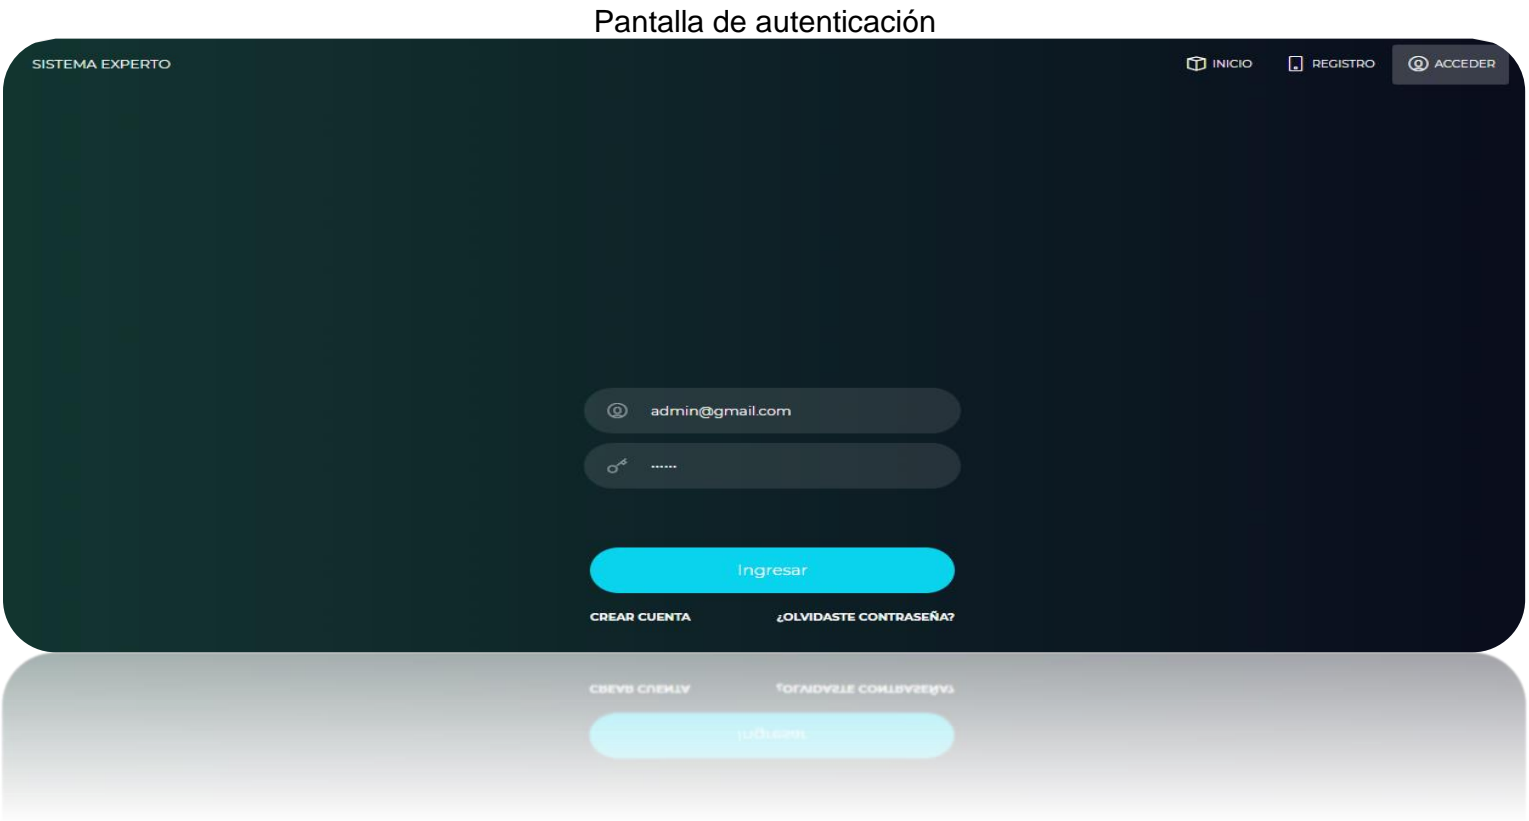 Pantalla de autenticación
SISTEMA EXPERTO
INICIO
REGISTRO
ACCEDER
admin@gmail.com
······
Ingresar
CREAR CUENTA
¿OLVIDASTE CONTRASEÑA?